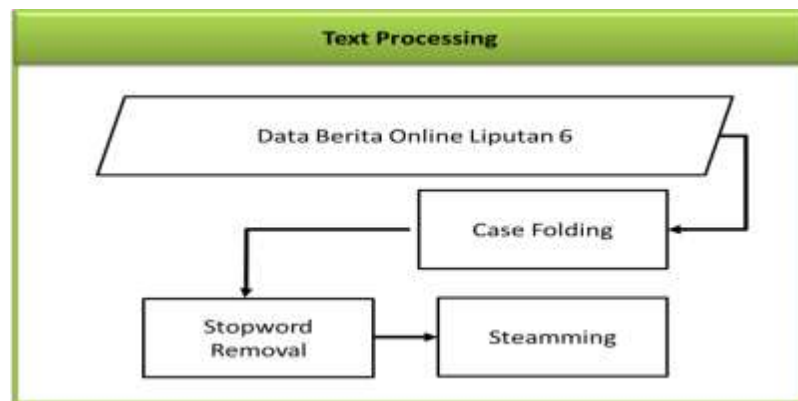 Text Processing
Data Berita Online Liputan 6
Case Folding
Stopword
Removal
Steamming